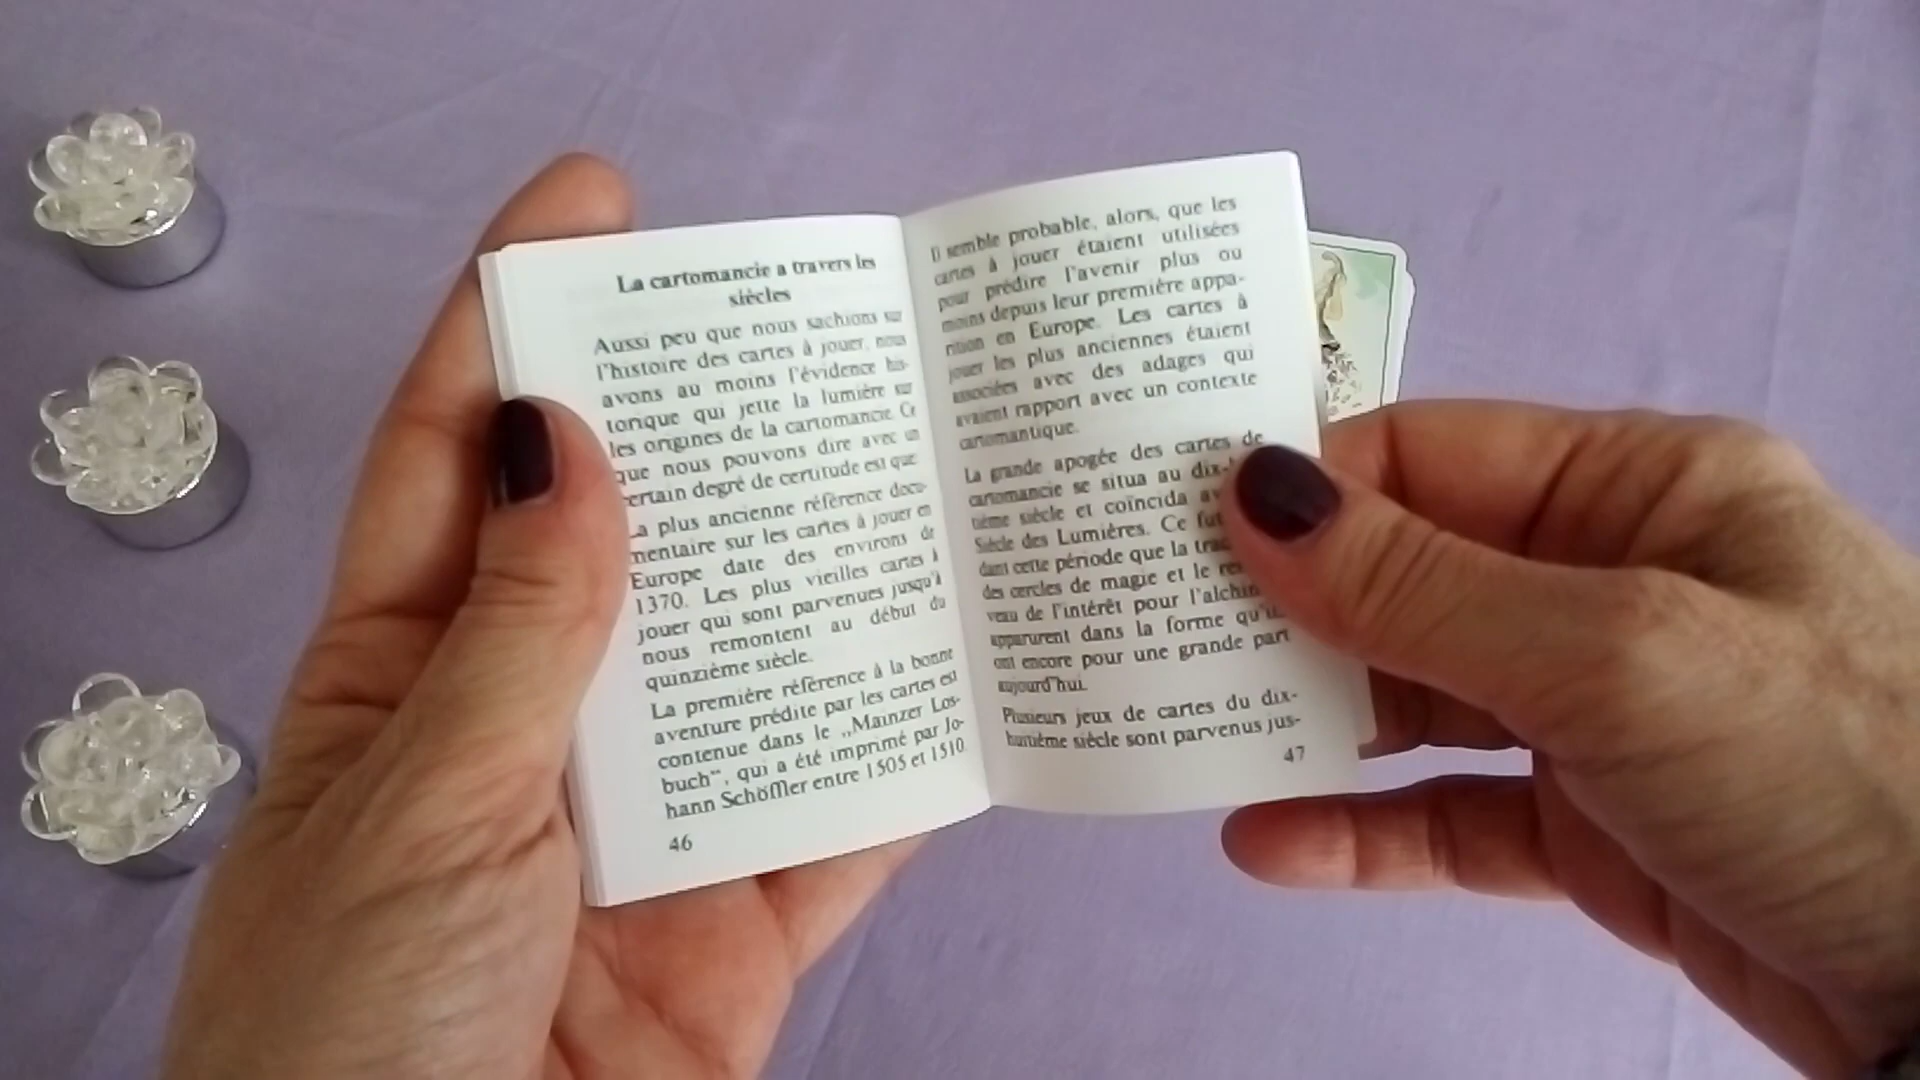 La cartomancie a travers les
siècles
Aussi peu que nous sachions sur
l'histoire des cartes à jouer, nous
avons au moins l'évidence his-
torique qui jette la lumière sur
les origines de la cartomancie. Ce
que nous pouvons dire avec un
certain degré de certitude est que:
La plus ancienne référence docu-
mentaire sur les cartes à jouer en
Europe date des environs de
1370. Les plus vieilles cartes à
jouer qui sont parvenues jusqu'à
nous remontent au début du
quinzième siècle.
La première référence à la bonne
aventure prédite par les cartes est
contenue dans le „Mainzer Los-
buch“, qui a été imprimé par Jo-
hann Schöffler entre 1505 et 1510.
46
Il semble probable, alors, que les
cartes à jouer étaient utilisées
pour prédire l'avenir plus ou
moins depuis leur première appa-
rition en Europe. Les cartes à
jouer les plus anciennes étaient
associées avec des adages qui
avaient rapport avec un contexte
cartomantique.
La grande apogée des cartes de
cartomancie se situa au dix-
tième siècle et coïncida
Siècle des Lumières. Ce fut
dant cette période que la
des cercles de magie et le
veau de l'intérêt pour
apparurent dans la forme
ont encore pour une grande part
aujourd'hui.
Plusieurs jeux de cartes du dix-
huitième siècle sont parvenus jus-
47